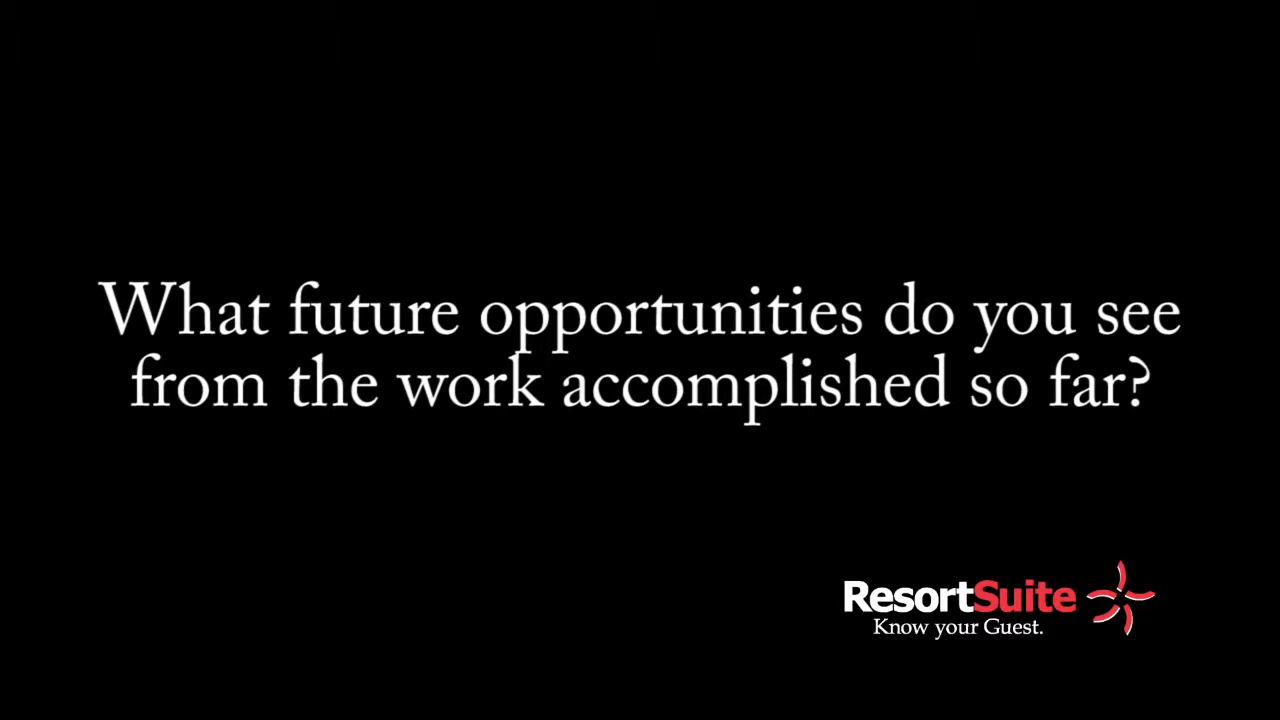 What future opportunities do you see
from the work accomplished so far?
ResortSuite
Know your Guest.